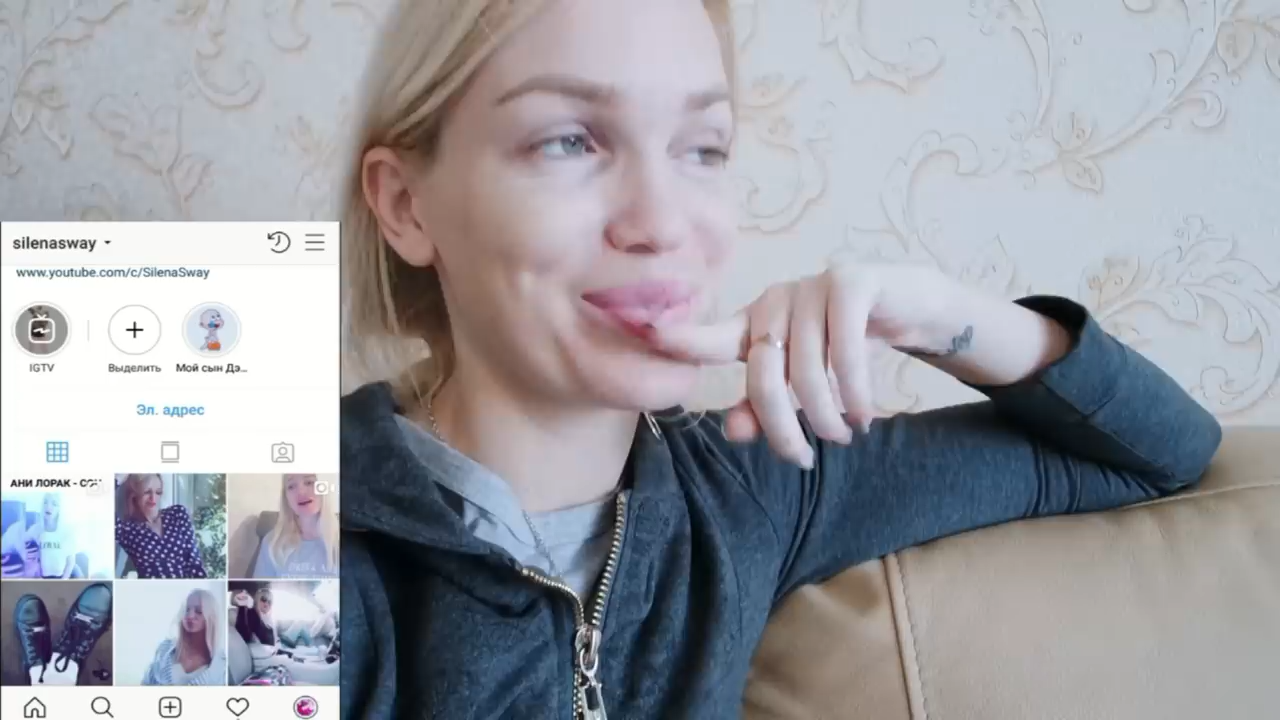 silenasway
www.youtube.com/c/SilenaSway
IGTV
Выделить
Мой сын Дэ...
Эл. адрес
АНИ ЛОРАК -